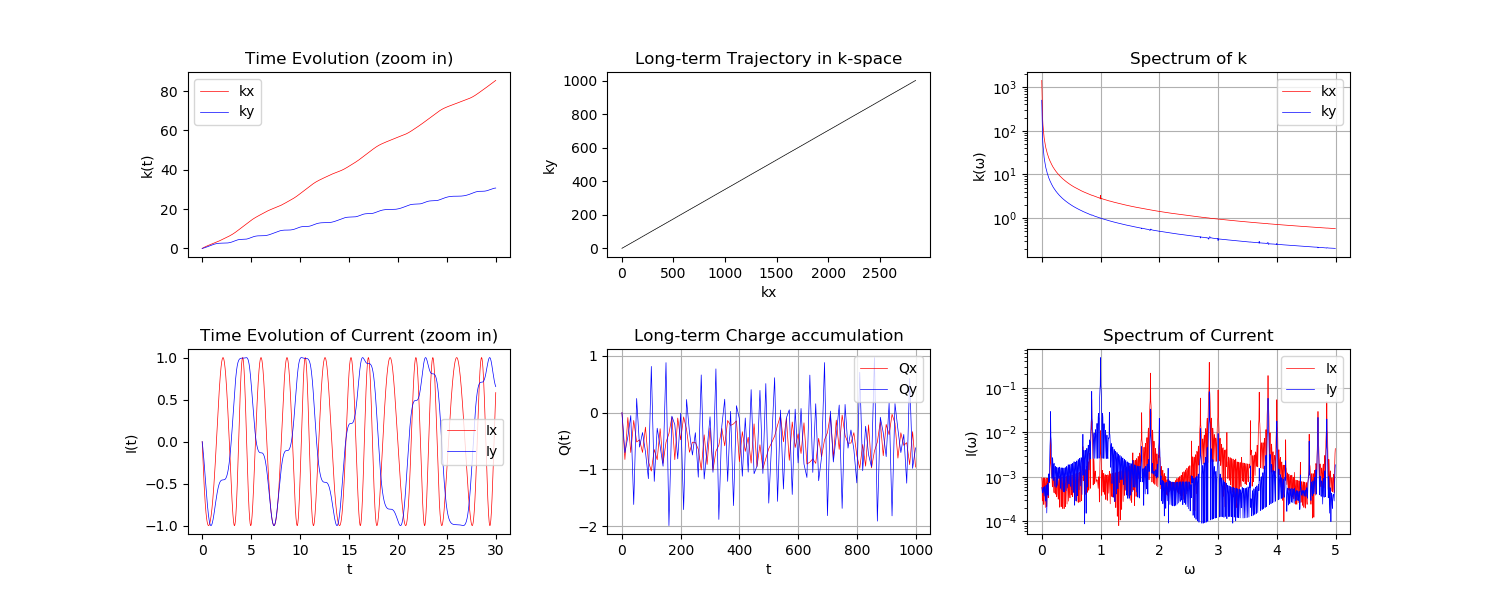 Time Evolution (zoom in)
k(t)
80
60
40
20
0
kx
ky
Long-term Trajectory in k-space
ky
1000
800
600
400
200
0
0 500 1000 1500 2000 2500
kx
Spectrum of k
k(ω)
10³
10²
10¹
10⁰
kx
ky
Time Evolution of Current (zoom in)
I(t)
1.0
0.5
0.0
−0.5
−1.0
Ix
Iy
0 5 10 15 20 25 30
t
Long-term Charge accumulation
Q(t)
1
0
−1
−2
Qx
Qy
0 200 400 600 800 1000
t
Spectrum of Current
I(ω)
10⁻¹
10⁻²
10⁻³
10⁻⁴
Ix
Iy
0 1 2 3 4 5
ω